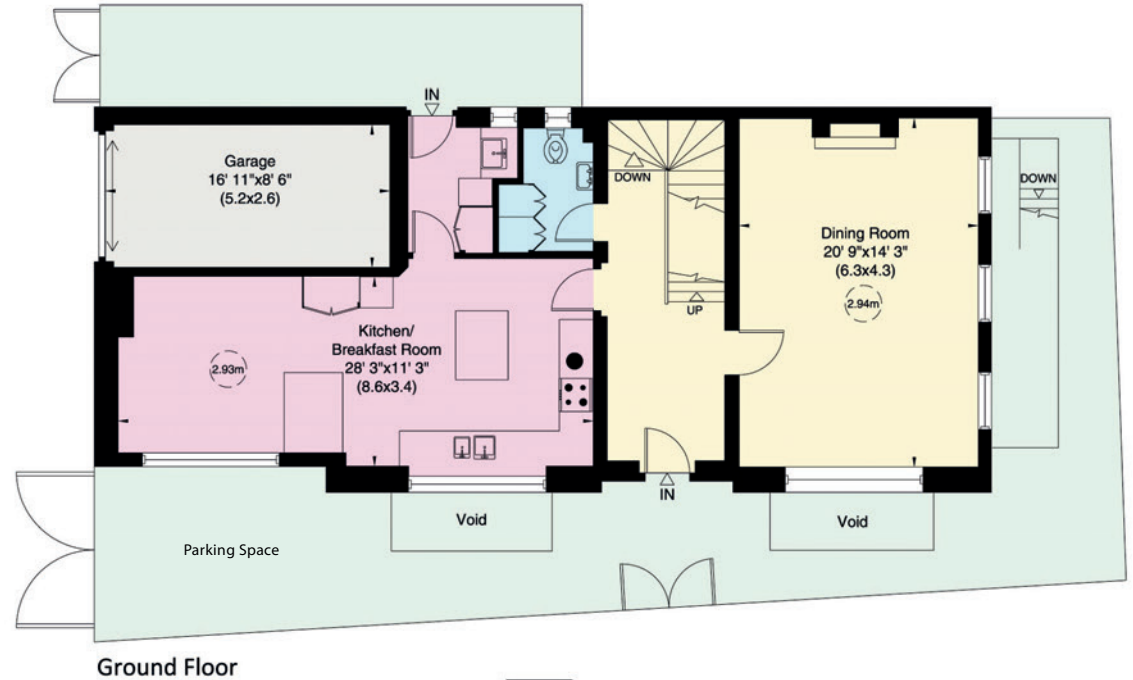 IN
Garage
16' 11"x8' 6"
(5.2x2.6)
DOWN
DOWN
Dining Room
20' 9"x14' 3"
(6.3x4.3)
2.94m
UP
Kitchen/
Breakfast Room
28' 3"x11' 3"
(8.6x3.4)
2.93m
IN
Void
Void
Parking Space
Ground Floor